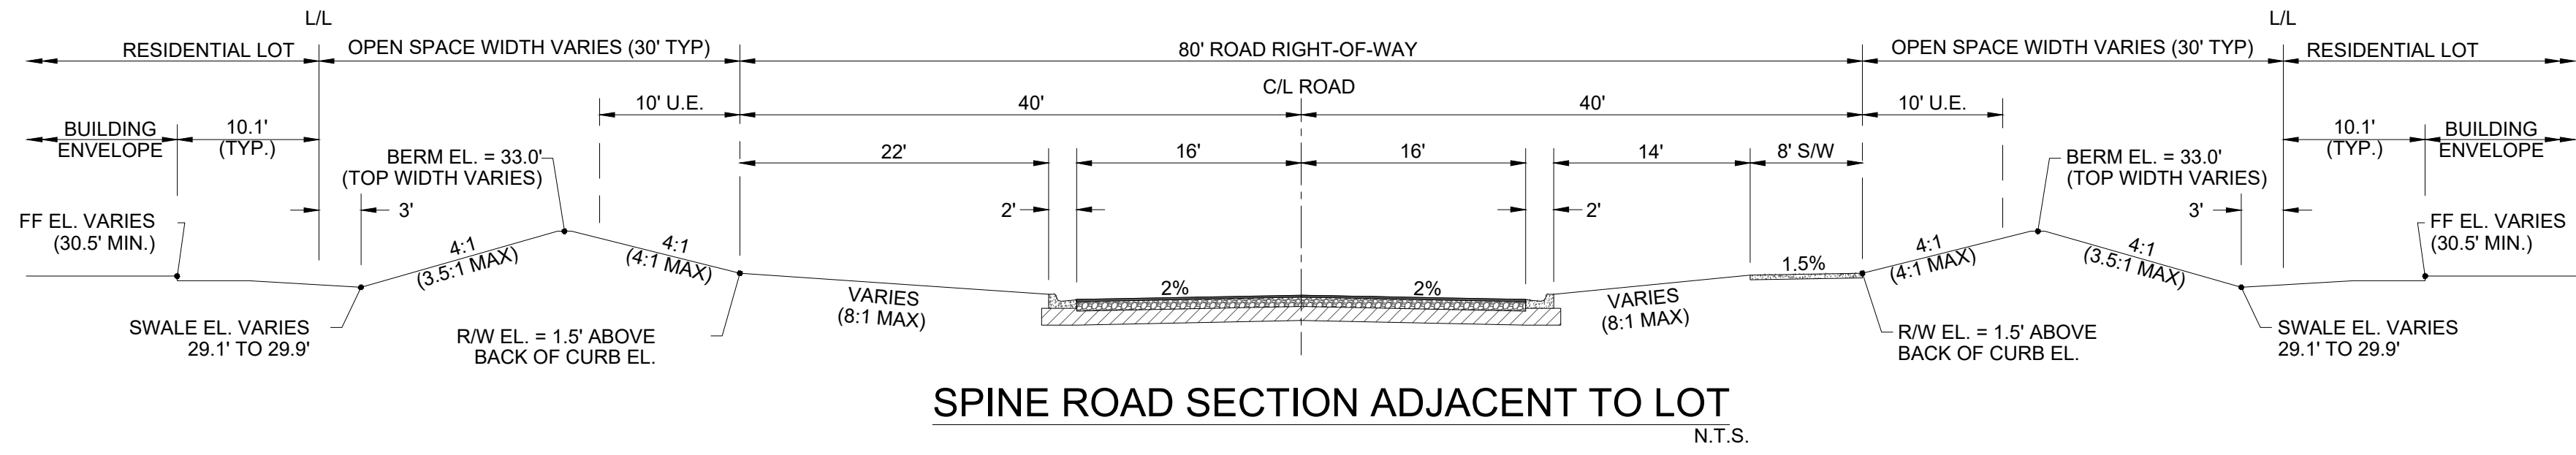 L/L
L/L
RESIDENTIAL LOT
OPEN SPACE WIDTH VARIES (30' TYP)
80' ROAD RIGHT-OF-WAY
OPEN SPACE WIDTH VARIES (30' TYP)
RESIDENTIAL LOT
C/L ROAD
10' U.E.
40'
40'
10' U.E.
BUILDING
ENVELOPE
10.1'
(TYP.)
10.1'
(TYP.)
BUILDING
ENVELOPE
BERM EL. = 33.0'
(TOP WIDTH VARIES)
22'
16'
16'
14'
8' S/W
BERM EL. = 33.0'
(TOP WIDTH VARIES)
3'
2'
2'
3'
FF EL. VARIES
(30.5' MIN.)
FF EL. VARIES
(30.5' MIN.)
4:1
(3.5:1 MAX)
4:1
(4:1 MAX)
4:1
(4:1 MAX)
4:1
(3.5:1 MAX)
1.5%
2%
2%
VARIES
(8:1 MAX)
VARIES
(8:1 MAX)
SWALE EL. VARIES
29.1' TO 29.9'
R/W EL. = 1.5' ABOVE
BACK OF CURB EL.
R/W EL. = 1.5' ABOVE
BACK OF CURB EL.
SWALE EL. VARIES
29.1' TO 29.9'
SPINE ROAD SECTION ADJACENT TO LOT
N.T.S.